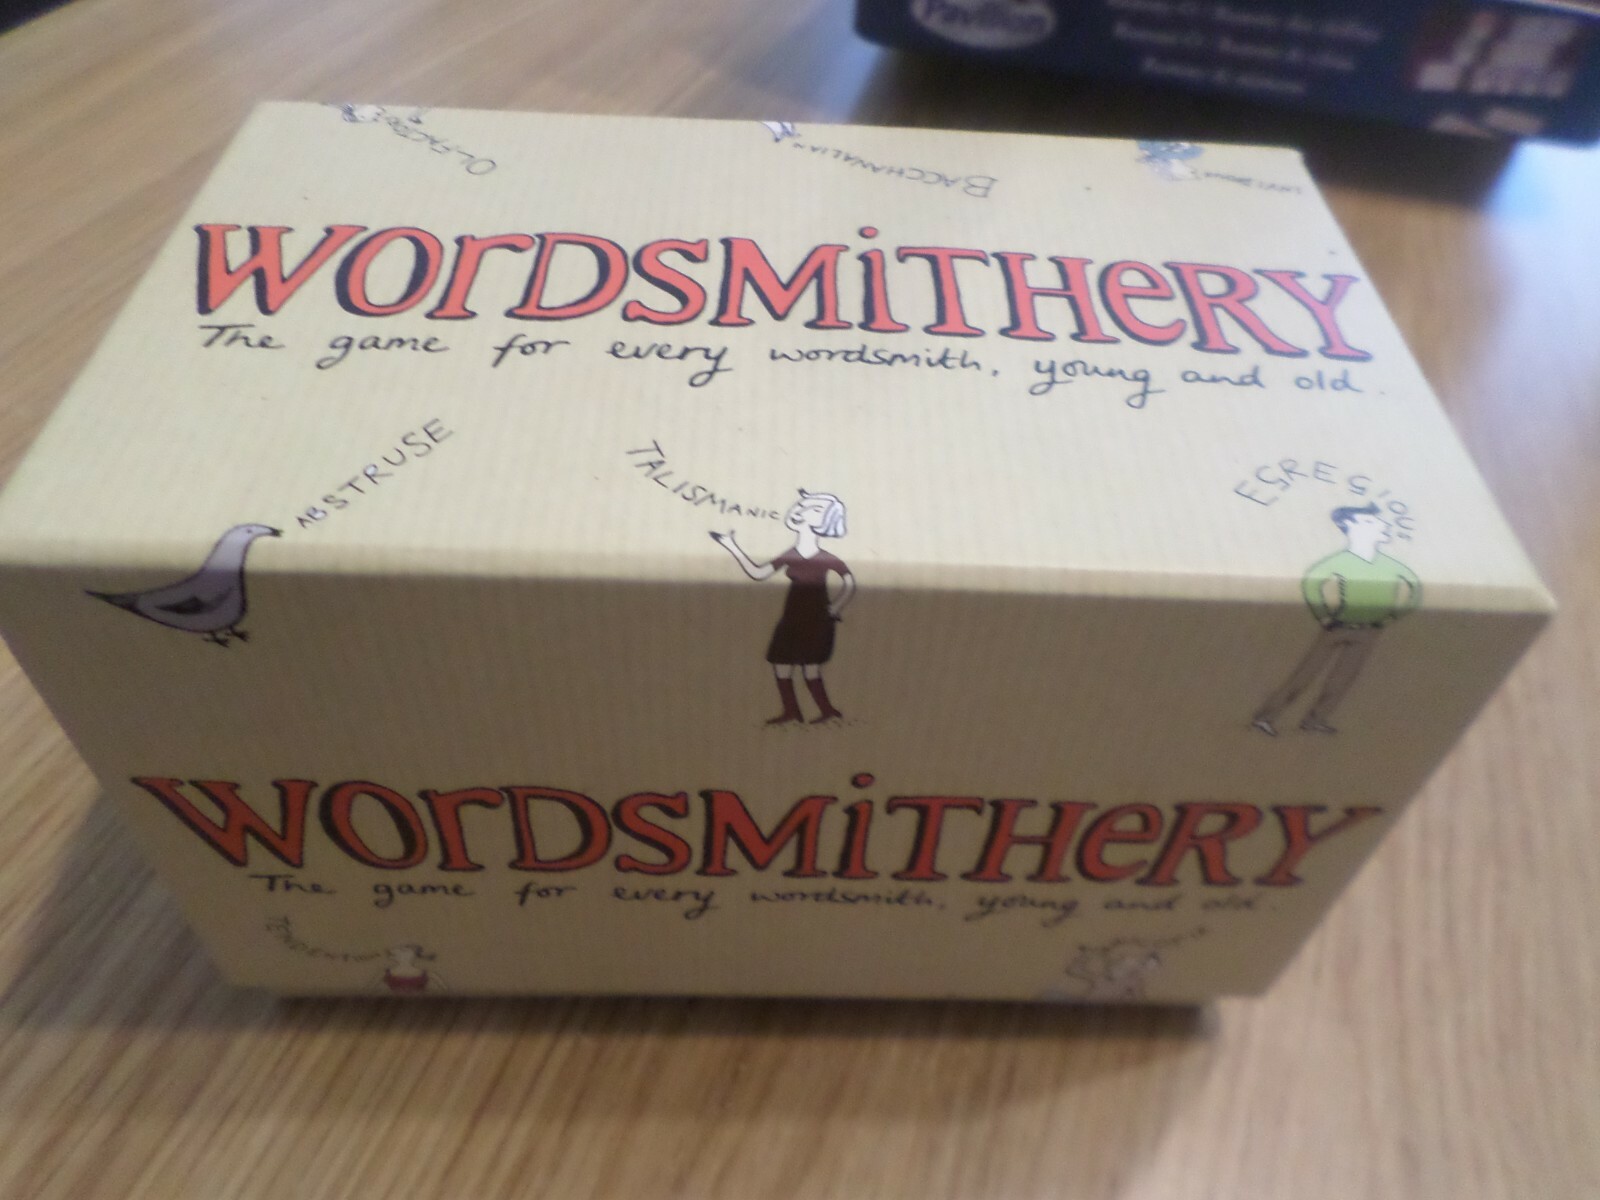 Pavilion
BACCHANALIAN
WORDSMiTHeRY
The game for every wordsmith, young and old.
ABSTRUSE
TALISMANIC
EGREGIOUS
WORDSMiTHeRY
The game for every wordsmith, young and old.